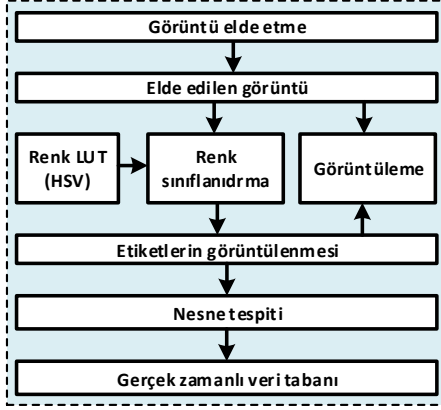 Görüntü elde etme
Elde edilen görüntü
Renk LUT
(HSV)
Renk
sınıflanıdrma
Görüntüleme
Etiketlerin görüntülenmesi
Nesne tespiti
Gerçek zamanlı veri tabanı